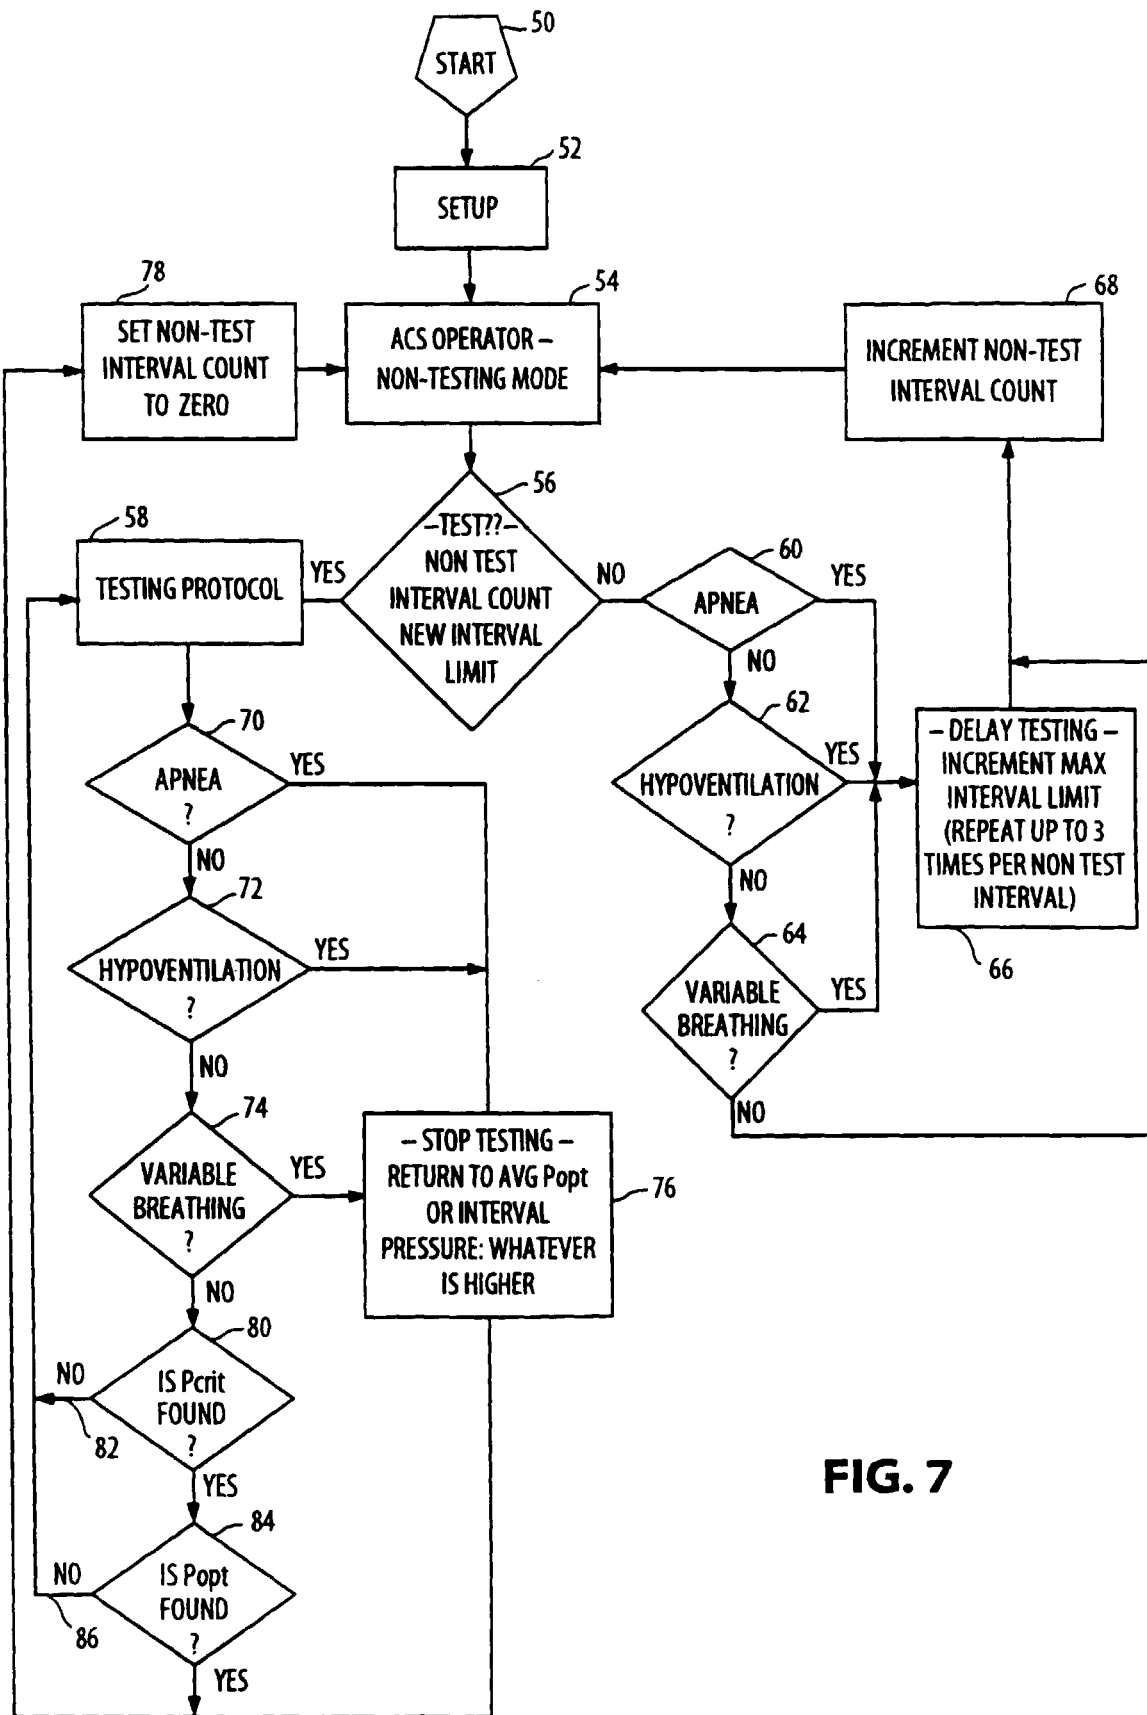 50
START
52
SETUP
78
SET NON-TEST
INTERVAL COUNT
TO ZERO
54
ACS OPERATOR –
NON-TESTING MODE
68
INCREMENT NON-TEST
INTERVAL COUNT
56
–TEST??–
NON TEST
INTERVAL COUNT
NEW INTERVAL
LIMIT
58
TESTING PROTOCOL
YES
NO
60
APNEA
YES
NO
62
HYPOVENTILATION
?
YES
NO
64
VARIABLE
BREATHING
?
YES
NO
– DELAY TESTING –
INCREMENT MAX
INTERVAL LIMIT
(REPEAT UP TO 3
TIMES PER NON TEST
INTERVAL)
66
70
APNEA
?
YES
NO
72
HYPOVENTILATION
?
YES
NO
74
VARIABLE
BREATHING
?
YES
NO
– STOP TESTING –
RETURN TO AVG Popt
OR INTERVAL
PRESSURE: WHATEVER
IS HIGHER
76
80
IS Pcrit
FOUND
?
NO
82
YES
84
IS Popt
FOUND
?
NO
86
YES
FIG. 7